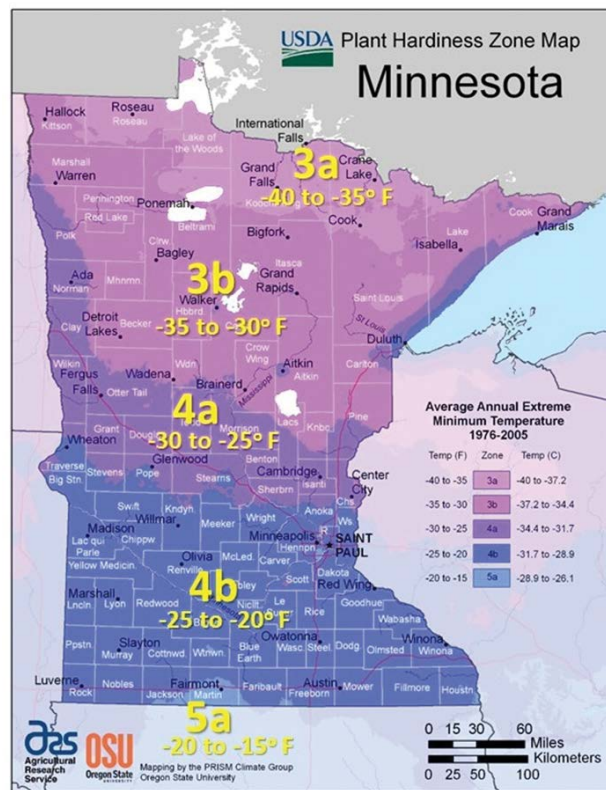 USDA Plant Hardiness Zone Map
Minnesota
Hallock
Kittson
Roseau
Roseau
Lake of
the Woods
International
Falls
3a
-40 to -35° F
Crane
Lake
Marshall
Warren
Grand
Falls
Pennington
Red Lake
Ponemah
Beltrami
Cook
Cook
Grand
Marais
Polk
Bigfork
Lake
Isabella
Clrw
Bagley
Itasca
Ada
Norman
Mhnmn.
3b
-35 to -30° F
Hbbrd
Walker
Grand
Rapids
Saint Louis
Detroit
Lakes
Becker
Clay
Crow
Wing
St Louis
Duluth
Wilkin
Wadena
Wdn
Aitkin
Aitkin
Carlton
Fergus
Falls
Otter Tail
Brainerd
Mississippi
4a
-30 to -25° F
Lacs
Knbc
Pine
Grant
Morrison
Wheaton
Glenwood
Benton
Traverse
Stevens
Pope
Stearns
Cambridge
Isanti
Center
City
Big Stn.
Sherbrn
Chs
Swift
Kndyh.
Anoka
Ws
Madison
Willmar
Meeker
Wright
Minneapolis
R
SAINT
PAUL
Lac qui
Parle
Chippw
Hennpn
Olivia
McLed.
Carver
Dakota
Yellow Medicin.
Renville
Scott
Red Wing
4b
-25 to -20° F
Marshall
Lncln.
Lyon
Redwood
Niclt
Le
Rice
Goodhue
Wabasha
Owatonna
Winona
Ppstn.
Slayton
Murray
Cottnwd.
Wtnwn
Blue
Earth
Wasc.
Steel.
Dodg.
Olmsted
Winona
Luverne
Rock
Nobles
Jackson
Fairmont
Martin
Faribault
Austin
Freeborn
Mower
Fillmore
Houstn.
5a
-20 to -15° F
Average Annual Extreme
Minimum Temperature
1976-2005
Temp (F) Zone Temp (C)
-40 to -35 3a -40 to -37.2
-35 to -30 3b -37.2 to -34.4
-30 to -25 4a -34.4 to -31.7
-25 to -20 4b -31.7 to -28.9
-20 to -15 5a -28.9 to -26.1
ars
Agricultural
Research
Service
OSU
Oregon State
UNIVERSITY
Mapping by the PRISM Climate Group
Oregon State University
0 15 30 60
Miles
Kilometers
0 25 50 100